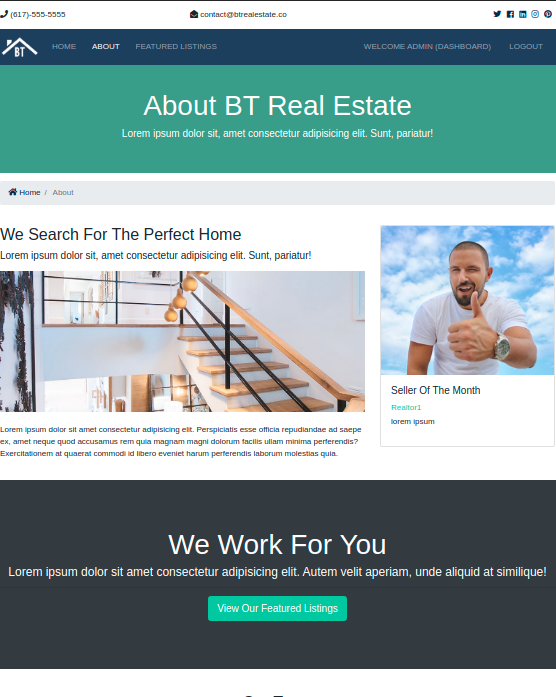 (617)-555-5555
contact@btrealestate.co
BT
HOME
ABOUT
FEATURED LISTINGS
WELCOME ADMIN (DASHBOARD)
LOGOUT
About BT Real Estate
Lorem ipsum dolor sit, amet consectetur adipisicing elit. Sunt, pariatur!
Home / About
We Search For The Perfect Home
Lorem ipsum dolor sit, amet consectetur adipisicing elit. Sunt, pariatur!
Lorem ipsum dolor sit amet consectetur adipisicing elit. Perspiciatis esse officia repudiandae ad saepe
ex, amet neque quod accusamus rem quia magnam magni dolorum facilis ullam minima perferendis?
Exercitationem at quaerat commodi id libero eveniet harum perferendis laborum molestias quia.
Seller Of The Month
Realtor1
lorem ipsum
We Work For You
Lorem ipsum dolor sit amet consectetur adipisicing elit. Autem velit aperiam, unde aliquid at similique!
View Our Featured Listings